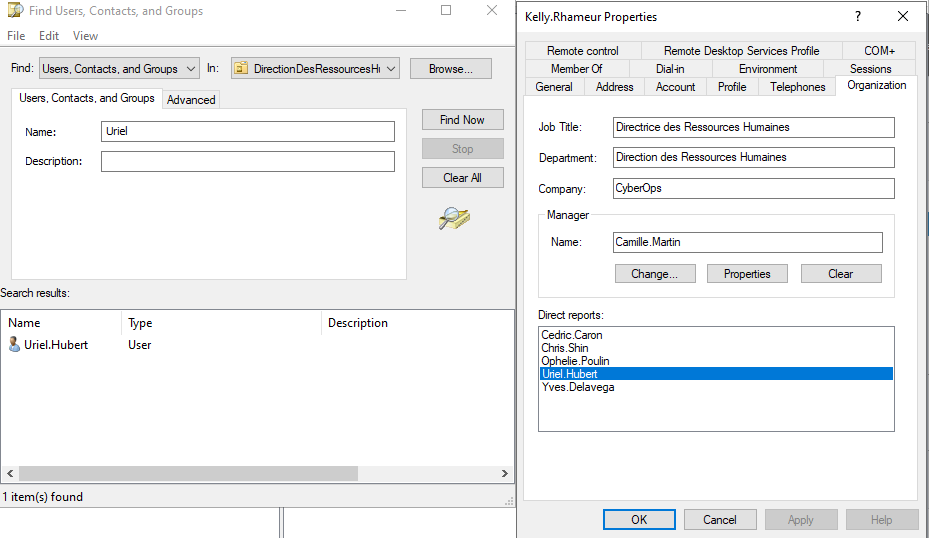 Find Users, Contacts, and Groups
File Edit View
Find: Users, Contacts, and Groups In: DirectionDesRessourcesHu Browse...
Users, Contacts, and Groups Advanced
Name: Uriel
Description:
Find Now
Stop
Clear All
Search results:
Name Type Description
Uriel.Hubert User
1 item(s) found
Kelly.Rhameur Properties
?
Remote control Remote Desktop Services Profile COM+
Member Of Dial-in Environment Sessions
General Address Account Profile Telephones Organization
Job Title: Directrice des Ressources Humaines
Department: Direction des Ressources Humaines
Company: CyberOps
Manager
Name: Camille.Martin
Change... Properties Clear
Direct reports:
Cedric.Caron
Chris.Shin
Ophelie.Poulin
Uriel.Hubert
Yves.Delavega
OK Cancel Apply Help